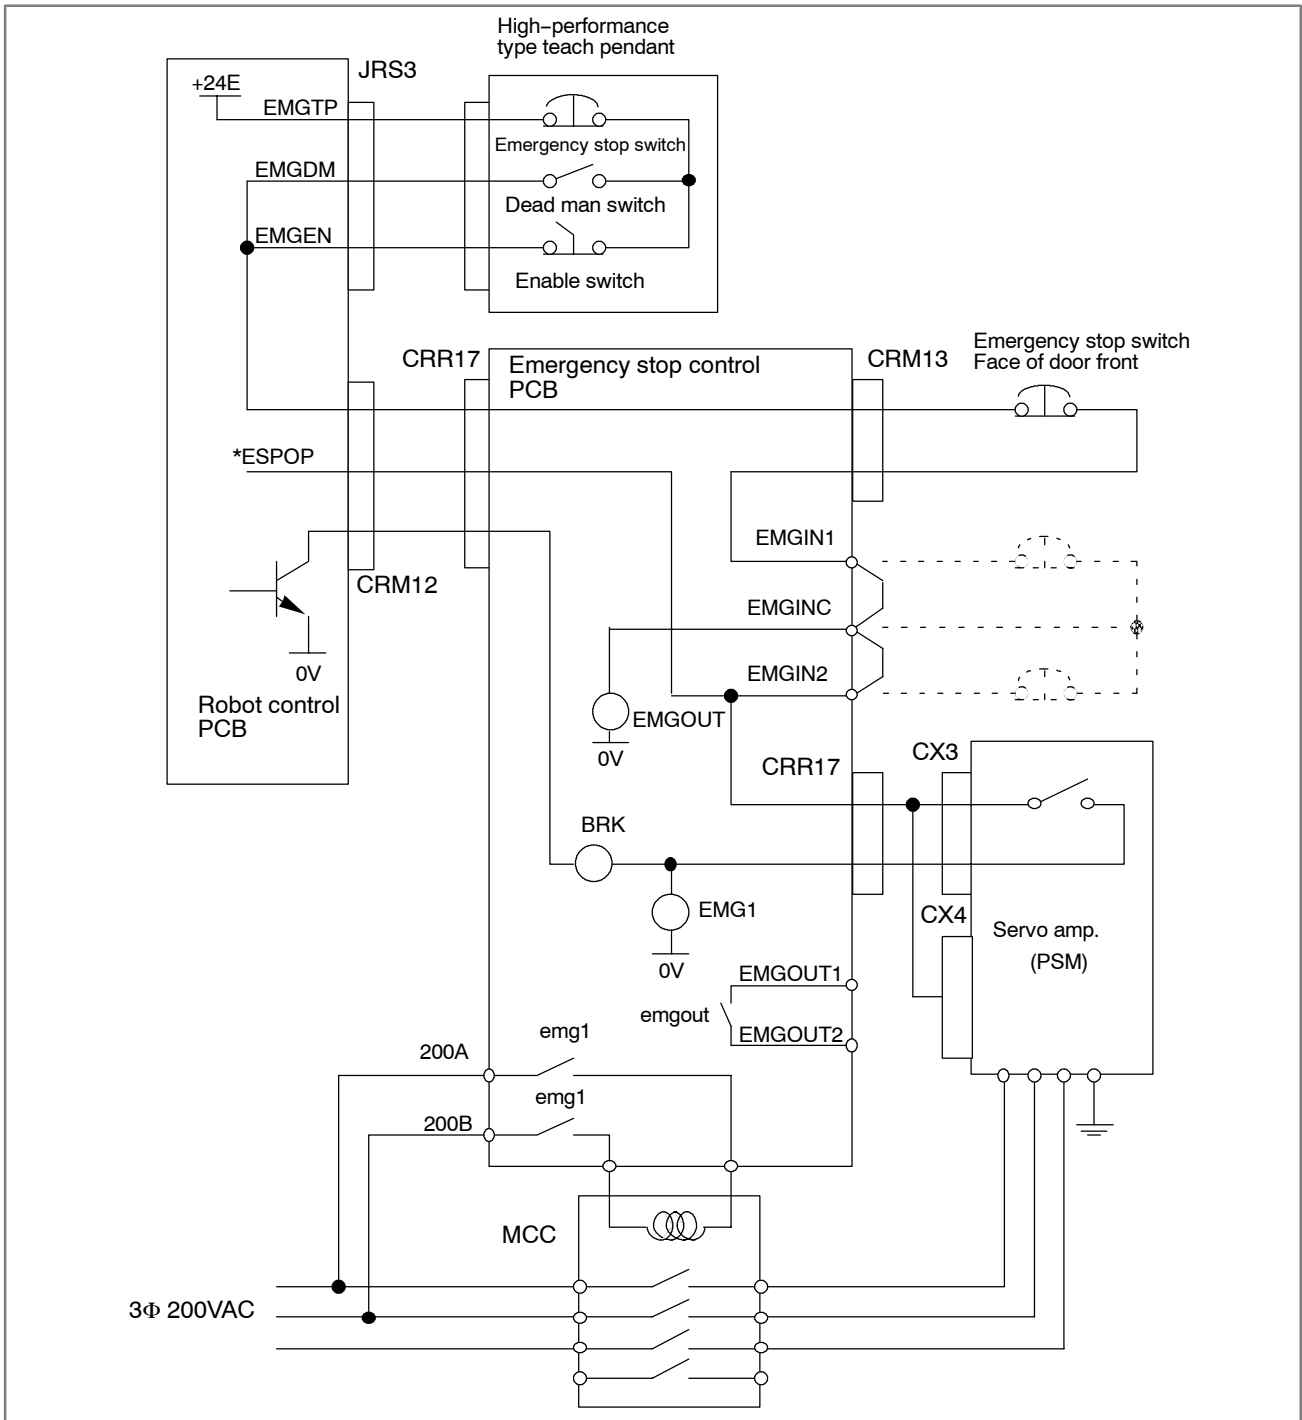 High−performance
type teach pendant
JRS3
+24E
EMGTP
Emergency stop switch
EMGDM
Dead man switch
EMGEN
Enable switch
Emergency stop switch
Face of door front
CRR17
Emergency stop control
PCB
CRM13
*ESPOP
EMGIN1
CRM12
EMGINC
0V
EMGIN2
Robot control
PCB
EMGOUT
0V
CRR17
CX3
BRK
EMG1
CX4
Servo amp.
(PSM)
0V
EMGOUT1
emgout
EMGOUT2
emg1
200A
emg1
200B
MCC
3Φ 200VAC